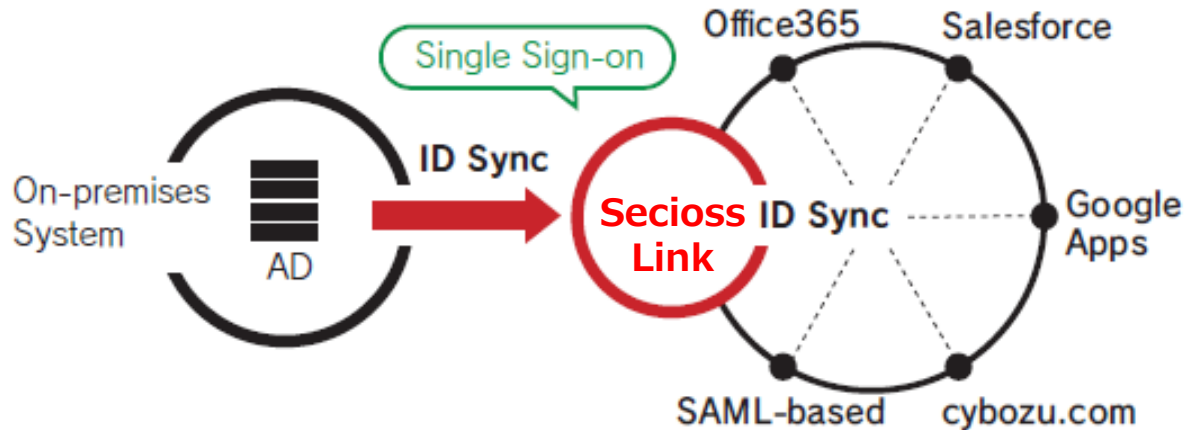 Office365
Salesforce
Single Sign-on
ID Sync
On-premises
System
AD
Secioss
Link
ID Sync
Google
Apps
SAML-based
cybozu.com